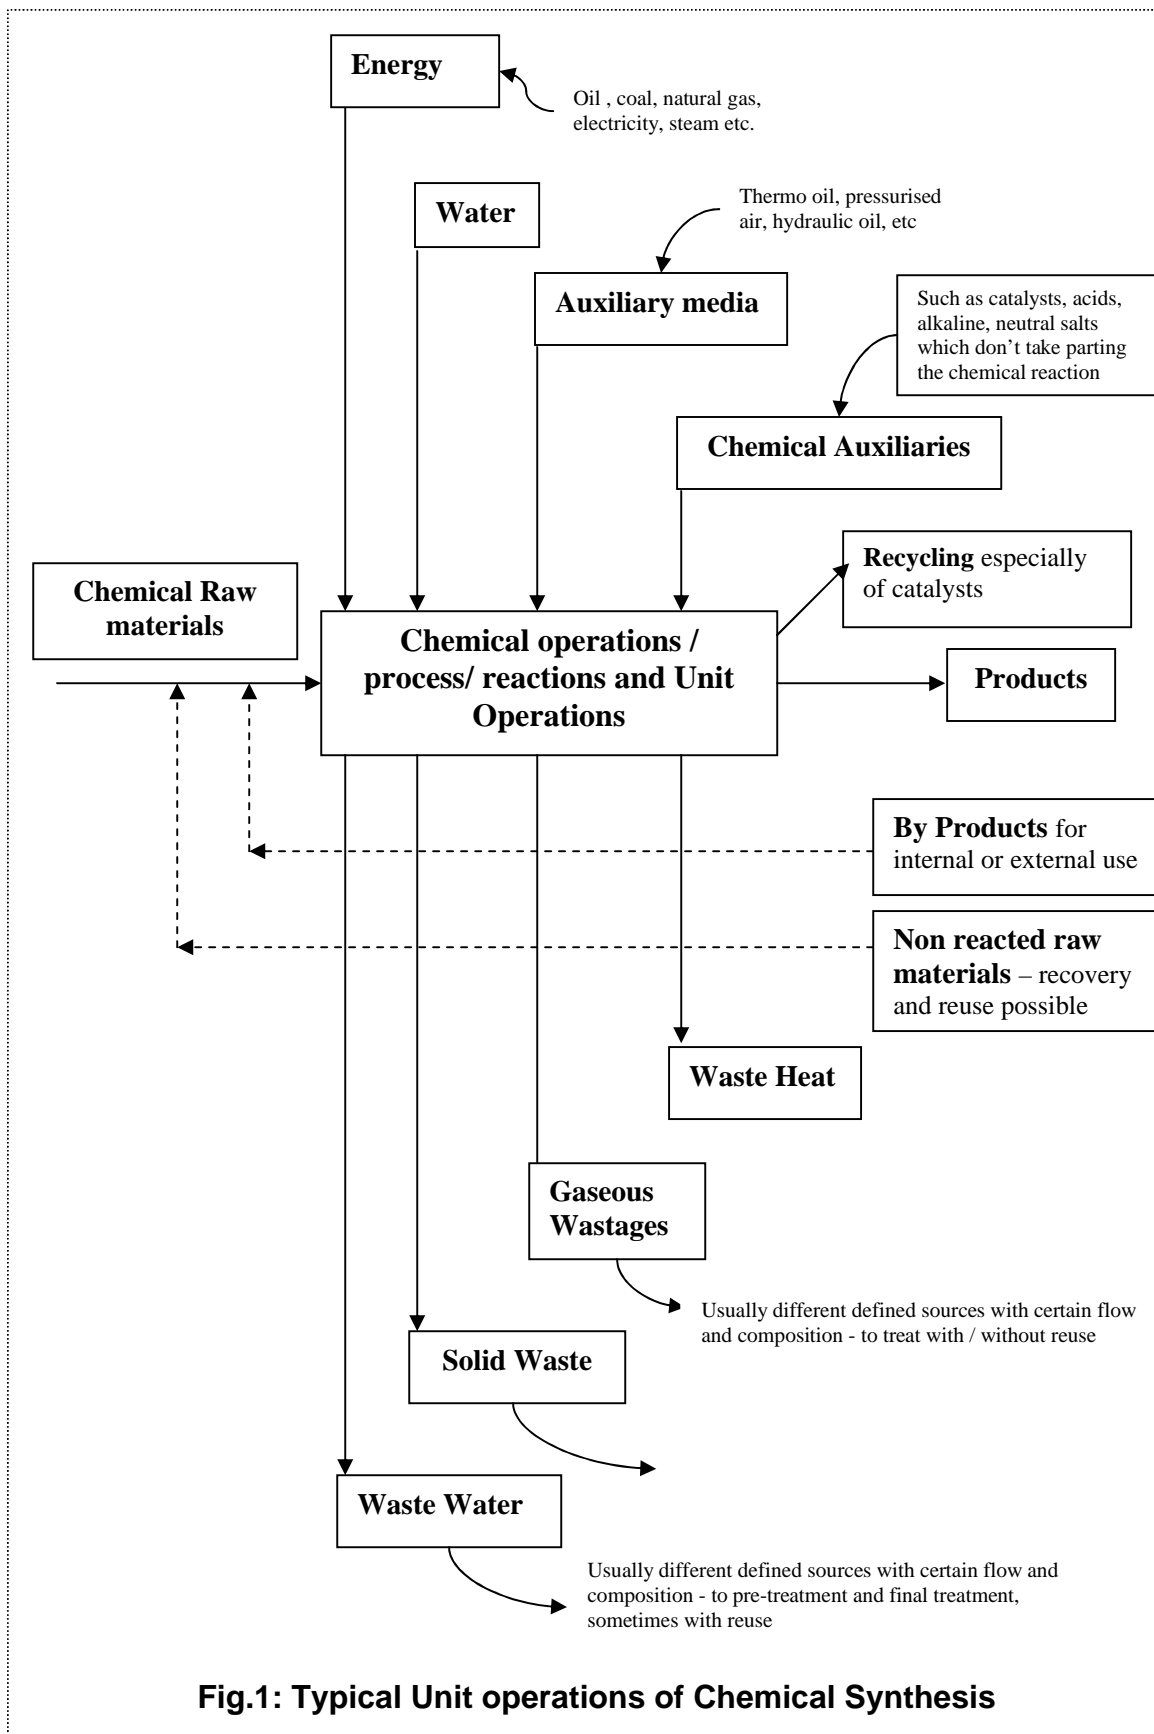 Energy
Oil , coal, natural gas,
electricity, steam etc.
Water
Thermo oil, pressurised
air, hydraulic oil, etc
Auxiliary media
Such as catalysts, acids,
alkaline, neutral salts
which don’t take parting
the chemical reaction
Chemical Auxiliaries
Recycling especially
of catalysts
Chemical Raw
materials
Chemical operations /
process/ reactions and Unit
Operations
Products
By Products for
internal or external use
Non reacted raw
materials – recovery
and reuse possible
Waste Heat
Gaseous
Wastages
Usually different defined sources with certain flow
and composition - to treat with / without reuse
Solid Waste
Waste Water
Usually different defined sources with certain flow and
composition - to pre-treatment and final treatment,
sometimes with reuse
Fig.1: Typical Unit operations of Chemical Synthesis